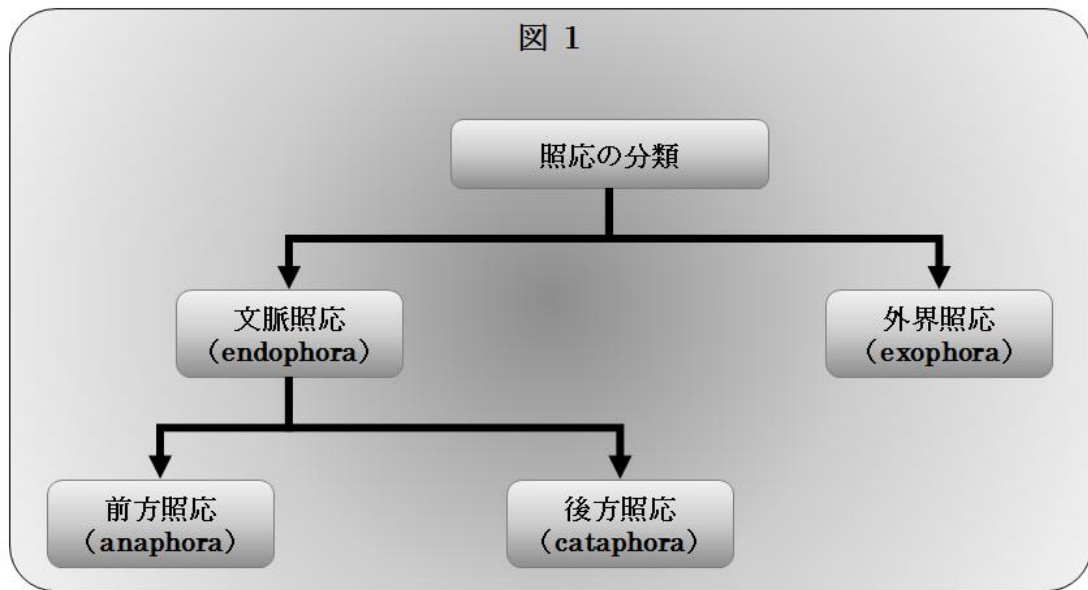 図 1
照応の分類
文脈照応
（endophora）
外界照応
（exophora）
前方照応
（anaphora）
後方照応
（cataphora）